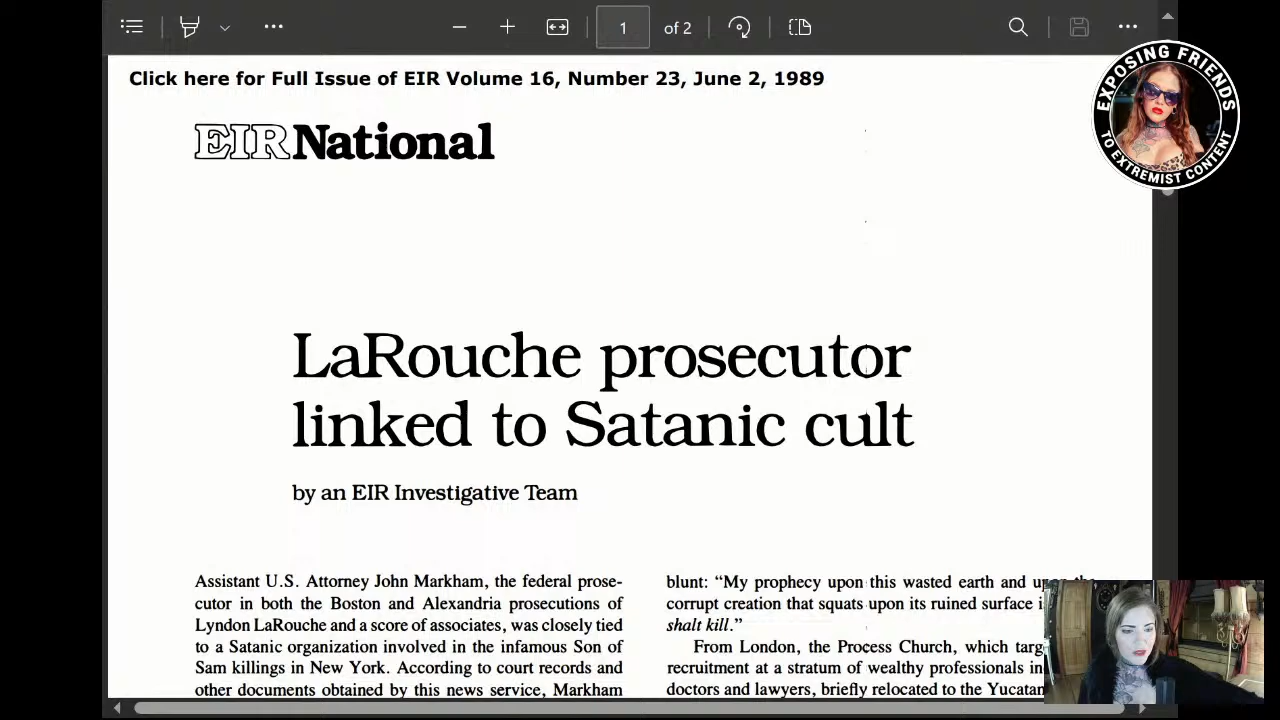 1 of 2
Click here for Full Issue of EIR Volume 16, Number 23, June 2, 1989
EXPOSING FRIENDS
TO EXTREMIST CONTENT
EIRNational
LaRouche prosecutor
linked to Satanic cult
by an EIR Investigative Team
Assistant U.S. Attorney John Markham, the federal prose-
cutor in both the Boston and Alexandria prosecutions of
Lyndon LaRouche and a score of associates, was closely tied
to a Satanic organization involved in the infamous Son of
Sam killings in New York. According to court records and
other documents obtained by this news service, Markham
blunt: “My prophecy upon this wasted earth and upon the
corrupt creation that squats upon its ruined surface
shalt kill.”
From London, the Process Church, which
recruitment at a stratum of wealthy professionals
doctors and lawyers, briefly relocated to the Yucatan